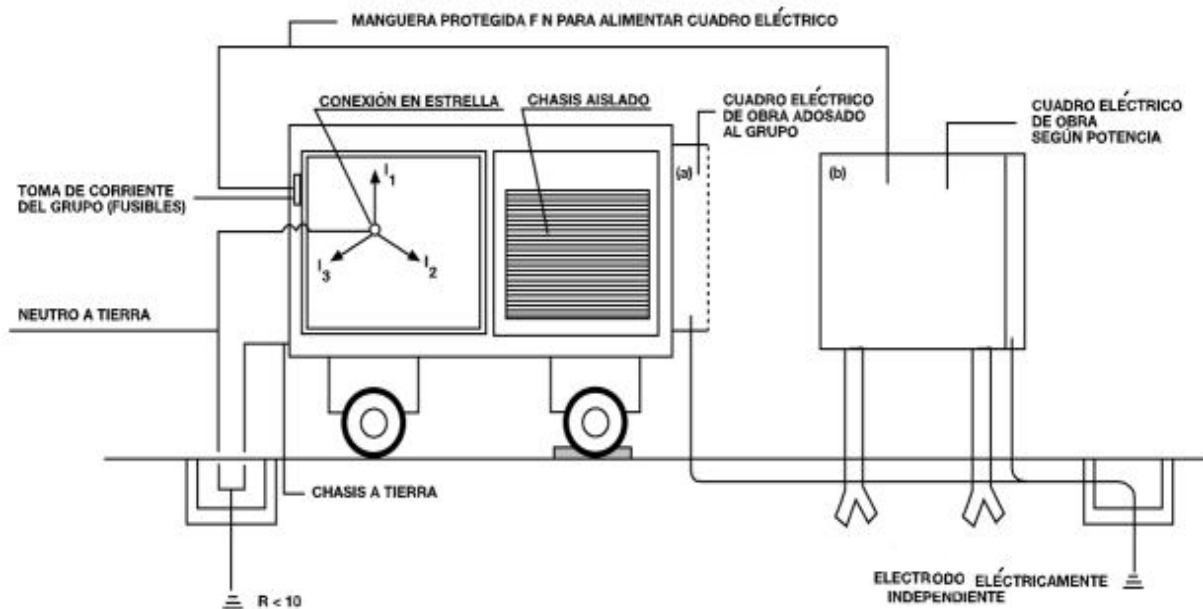 MANGUERA PROTEGIDA F N PARA ALIMENTAR CUADRO ELÉCTRICO
CONEXIÓN EN ESTRELLA
CHASIS AISLADO
CUADRO ELÉCTRICO
DE OBRA ADOSADO
AL GRUPO
CUADRO ELÉCTRICO
DE OBRA
SEGÚN POTENCIA
(a)
(b)
TOMA DE CORRIENTE
DEL GRUPO (FUSIBLES)
I1
I3
I2
NEUTRO A TIERRA
CHASIS A TIERRA
ELECTRODO ELÉCTRICAMENTE
INDEPENDIENTE
R < 10